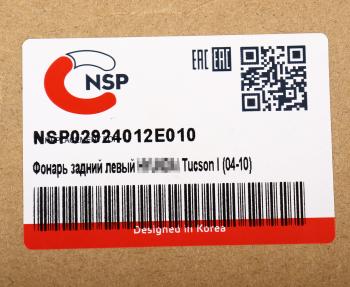 NSP
EAC EAC
NSP02924012E010
Фонарь задний левый Tucson I (04-10)
Designed in Korea